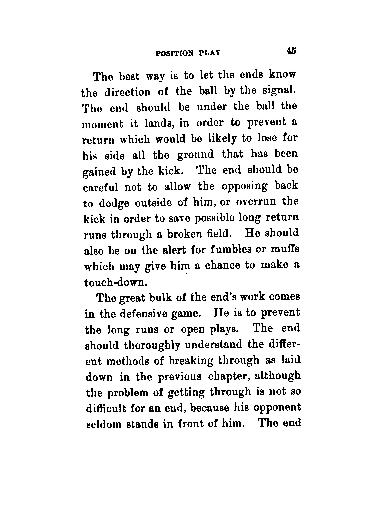 POSITION PLAY 45
The best way is to let the ends know
the direction of the ball by the signal.
The end should be under the ball the
moment it lands, in order to prevent a
return which would be likely to lose for
his side all the ground that has been
gained by the kick. The end should be
careful not to allow the opposing back
to dodge outside of him, or overrun the
kick in order to save possible long return
runs through a broken field. He should
also be on the alert for fumbles or muffs
which may give him a chance to make a
touch-down.
The great bulk of the end's work comes
in the defensive game. He is to prevent
the long runs or open plays. The end
should thoroughly understand the differ-
ent methods of breaking through as laid
down in the previous chapter, although
the problem of getting through is not so
difficult for an end, because his opponent
seldom stands in front of him. The end